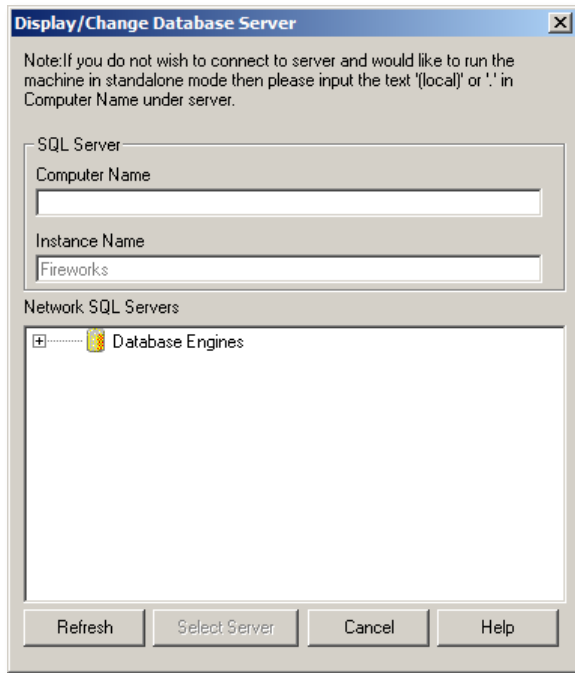 Display/Change Database Server
Note:If you do not wish to connect to server and would like to run the
machine in standalone mode then please input the text '(local)' or '.' in
Computer Name under server.
SQL Server
Computer Name
Instance Name
Fireworks
Network SQL Servers
Database Engines
Refresh
Select Server
Cancel
Help